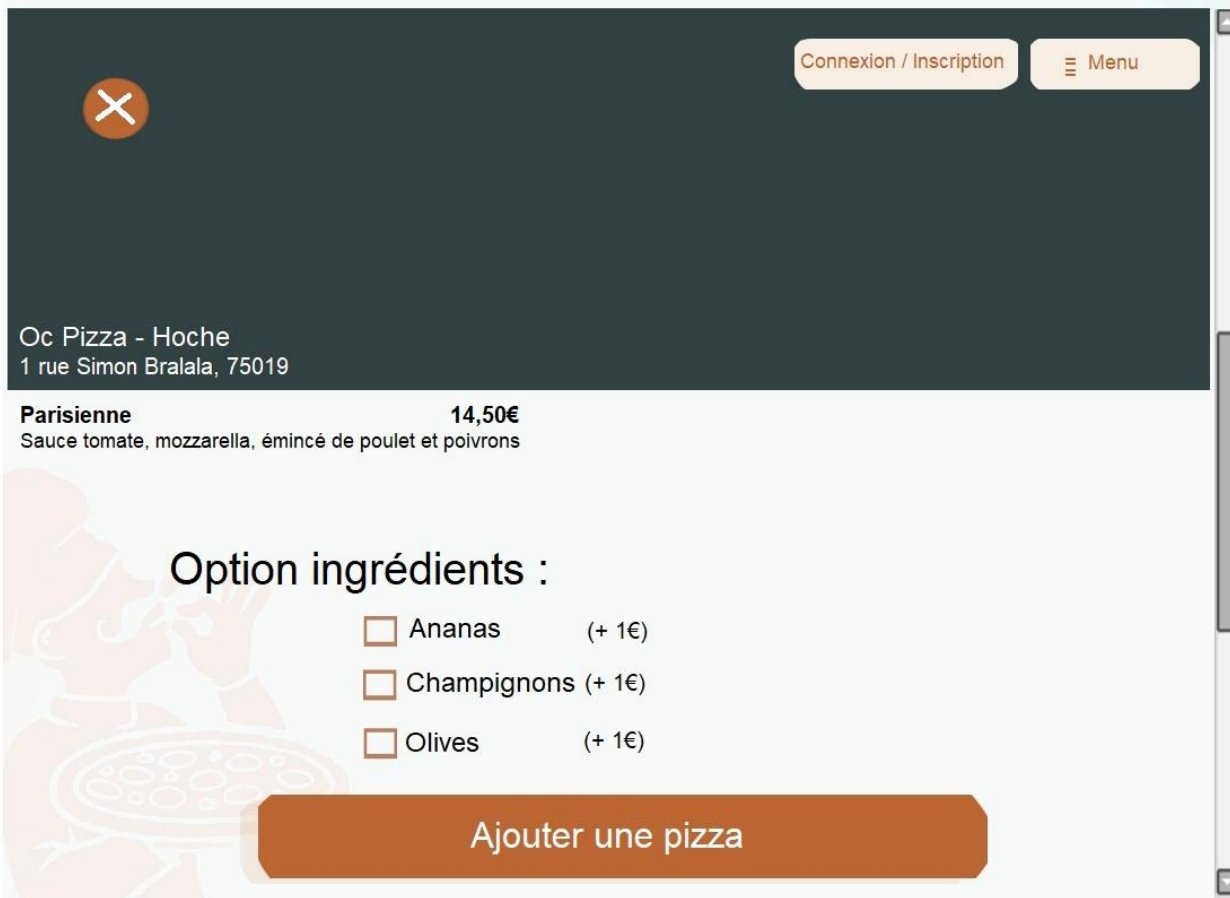 Connexion / Inscription
Menu
Oc Pizza - Hoche
1 rue Simon Bralala, 75019
Parisienne 14,50€
Sauce tomate, mozzarella, émincé de poulet et poivrons
Option ingrédients :
Ananas (+ 1€)
Champignons (+ 1€)
Olives (+ 1€)
Ajouter une pizza